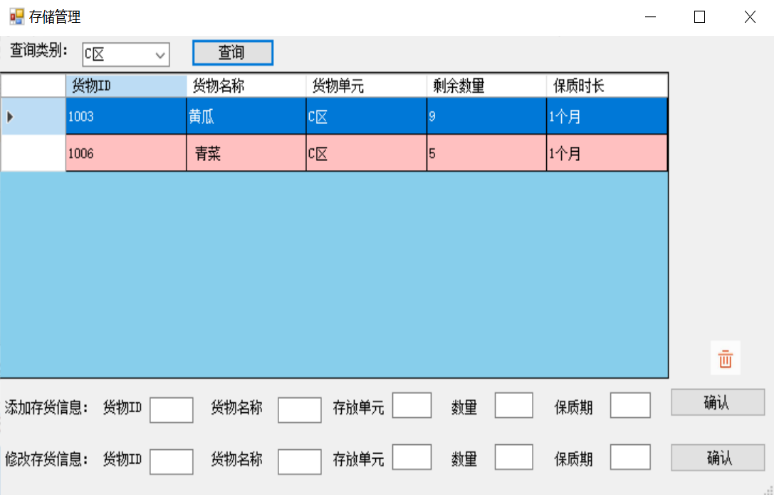 存储管理
查询类别: C区 查询
货物ID 货物名称 货物单元 剩余数量 保质时长
1003 黄瓜 C区 9 1个月
1006 青菜 C区 5 1个月
添加存货信息: 货物ID 货物名称 存放单元 数量 保质期 确认
修改存货信息: 货物ID 货物名称 存放单元 数量 保质期 确认